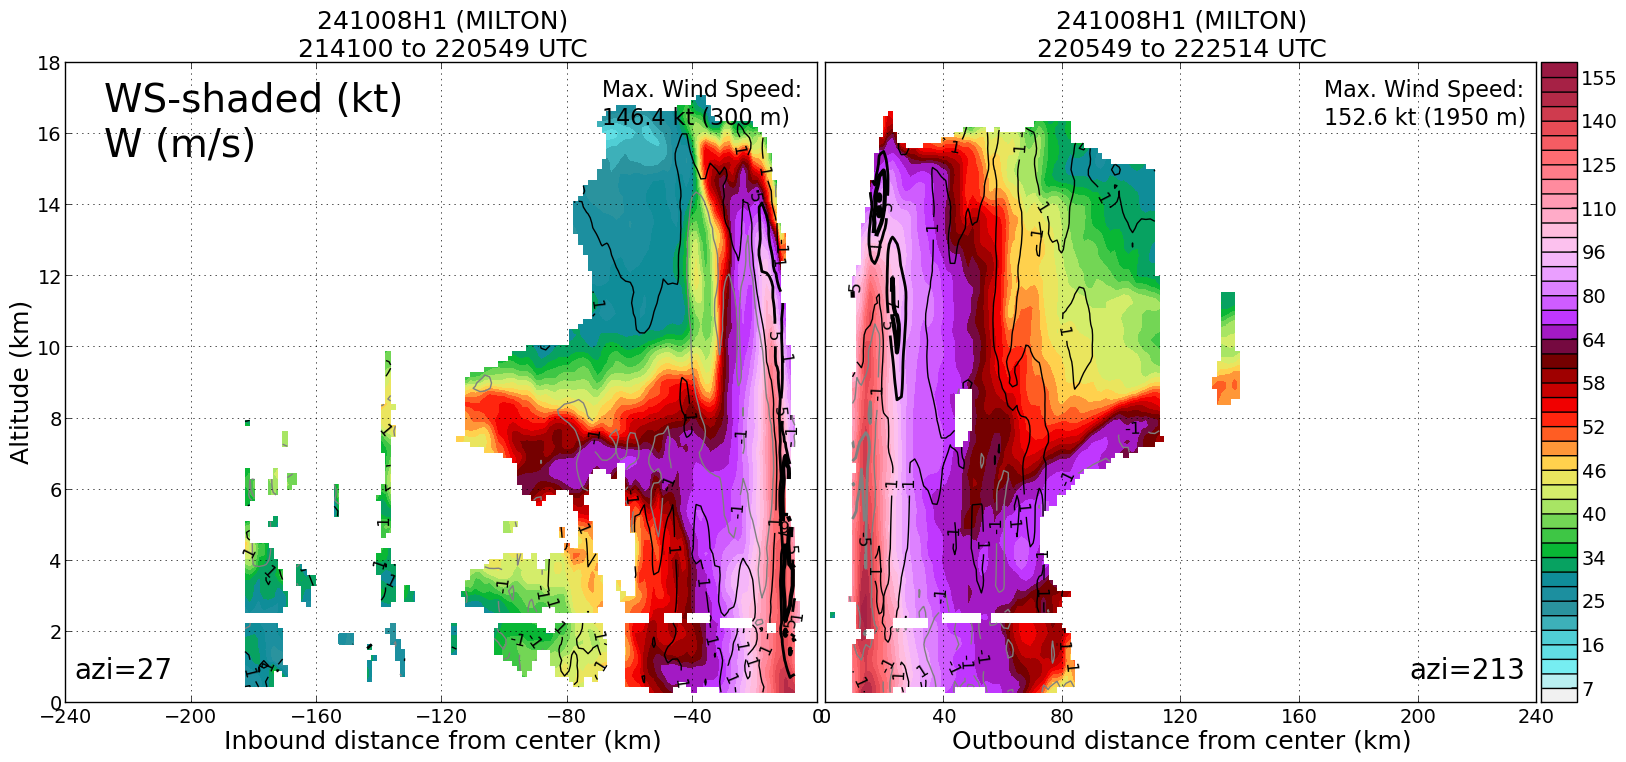 241008H1 (MILTON)
214100 to 220549 UTC
241008H1 (MILTON)
220549 to 222514 UTC
WS-shaded (kt)
W (m/s)
Max. Wind Speed:
146.4 kt (300 m)
Max. Wind Speed:
152.6 kt (1950 m)
azi=27
azi=213
Altitude (km)
18
16
14
12
10
8
6
4
2
0
−240
−200
−160
−120
−80
−40
0
Inbound distance from center (km)
0
40
80
120
160
200
240
Outbound distance from center (km)
155
140
125
110
96
80
64
58
52
46
40
34
25
16
7